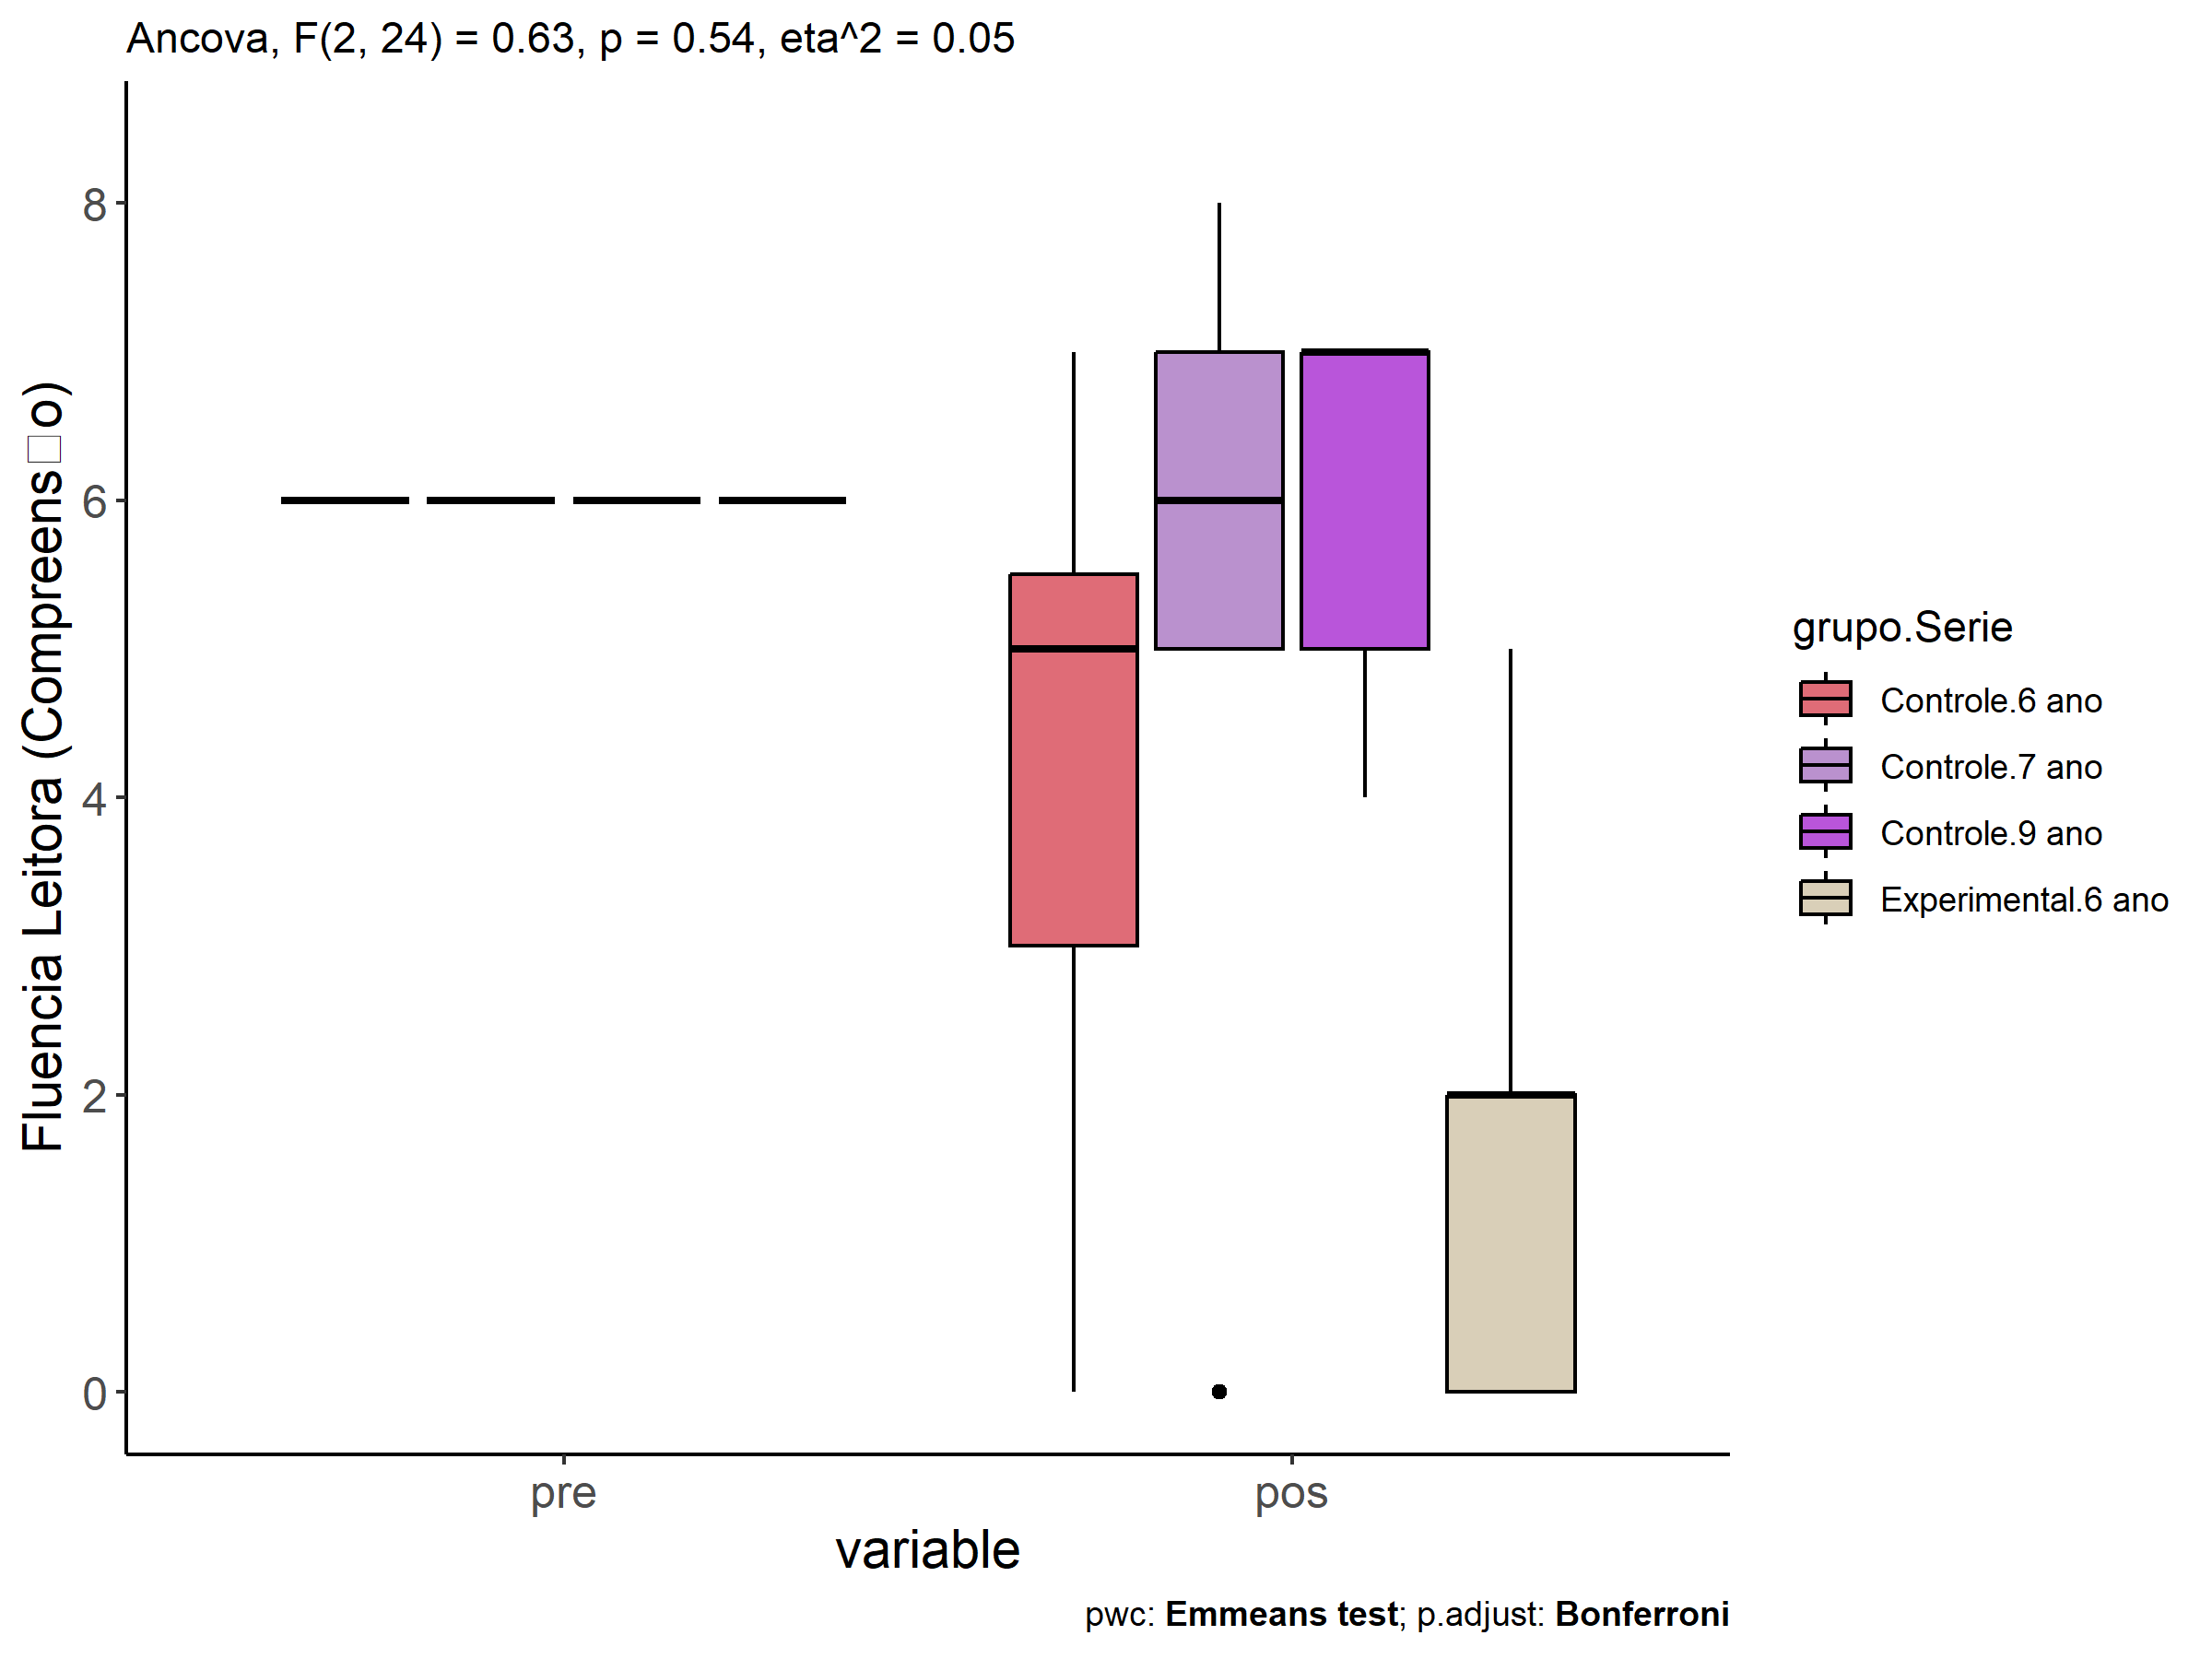 Ancova, F(2, 24) = 0.63, p = 0.54, eta^2 = 0.05
Fluencia Leitora (Compreens□o)
8
6
4
2
0
pre
pos
variable
grupo.Serie
Controle.6 ano
Controle.7 ano
Controle.9 ano
Experimental.6 ano
pwc: Emmeans test; p.adjust: Bonferroni